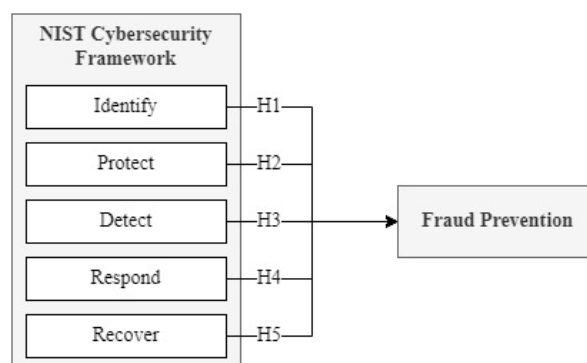 NIST Cybersecurity
Framework
Identify
H1
Protect
H2
Detect
H3
Fraud Prevention
Respond
H4
Recover
H5